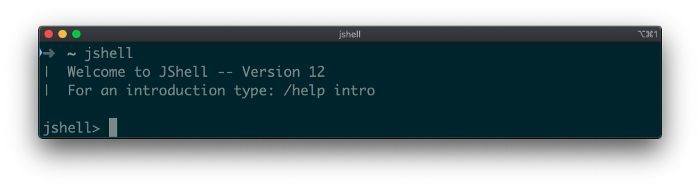 jshell
⌥⌘1
➜ ~ jshell
| Welcome to JShell -- Version 12
| For an introduction type: /help intro
jshell>